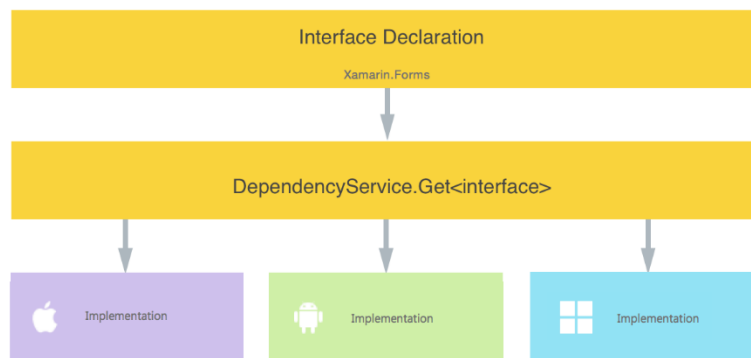 Interface Declaration
Xamarin.Forms
DependencyService.Get<interface>
Implementation
Implementation
Implementation